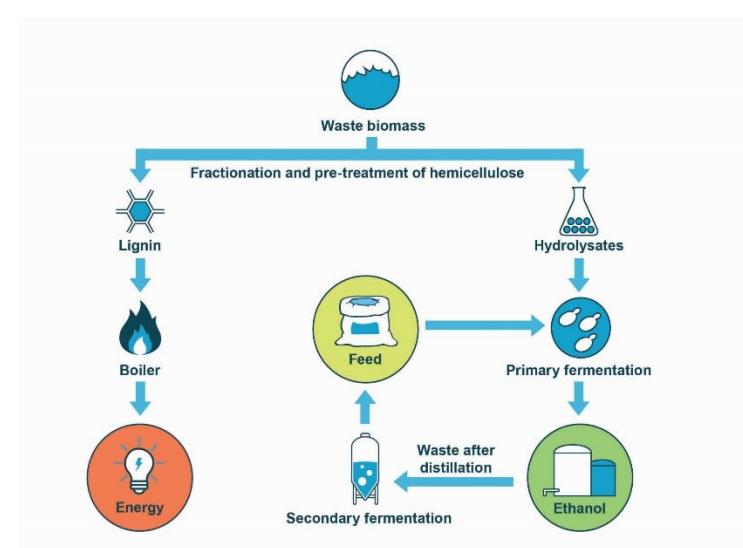 Waste biomass
Fractionation and pre-treatment of hemicellulose
Lignin
Hydrolysates
Boiler
Feed
Primary fermentation
Energy
Secondary fermentation
Waste after
distillation
Ethanol